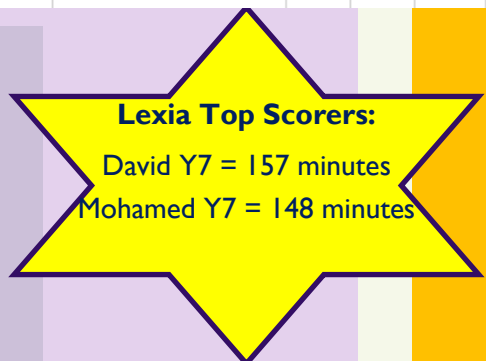 Lexia Top Scorers:
David Y7 = 157 minutes
Mohamed Y7 = 148 minutes